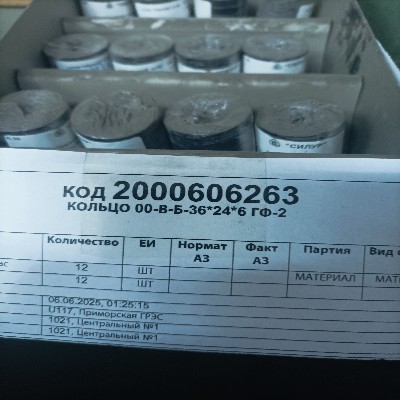 "СИЛУР"
КОД 2000606263
КОЛЬЦО 00-В-Б-36*24*6 ГФ-2
Количество ЕИ Нормат АЗ Факт АЗ Партия Вид
12 ШТ МАТЕРИАЛ МАТ
12 ШТ
06.06.2025, 01:25:15
U117, Приморская ГРЭС
1021, Центральный №1
1021, Центральный №1